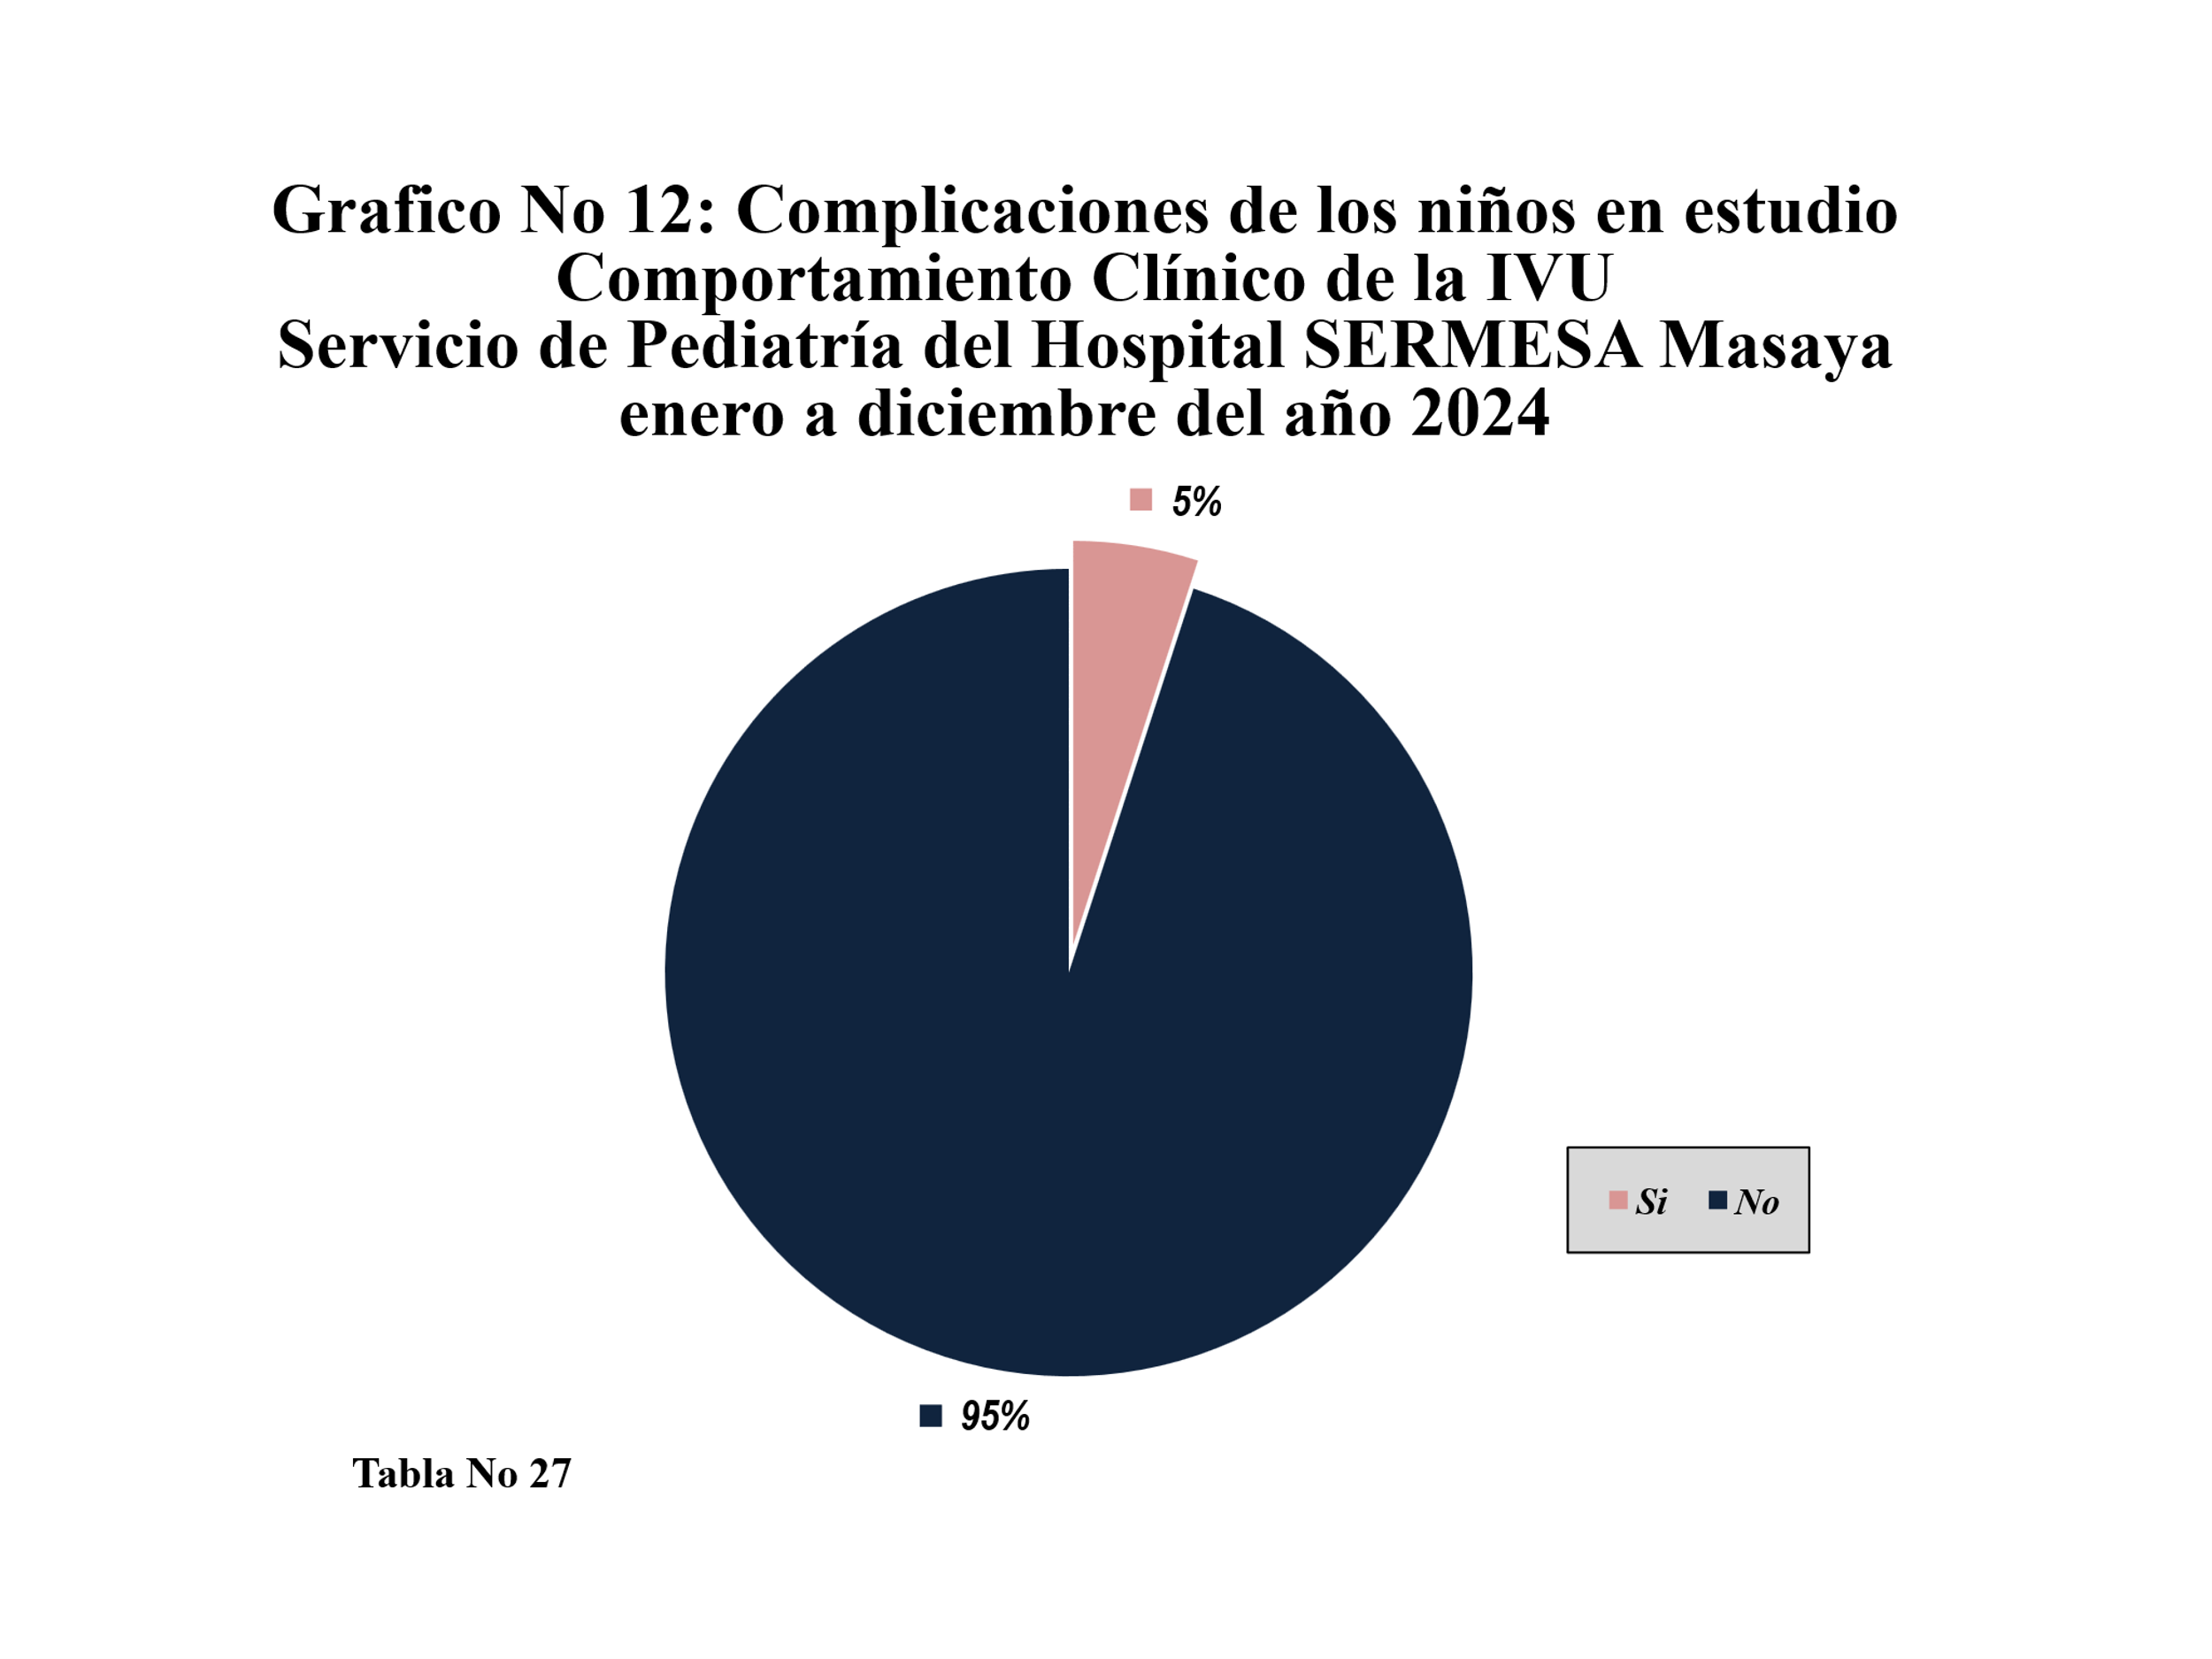 Grafico No 12: Complicaciones de los niños en estudio
Comportamiento Clínico de la IVU
Servicio de Pediatría del Hospital SERMESA Masaya
enero a diciembre del año 2024
5%
Si No
95%
Tabla No 27